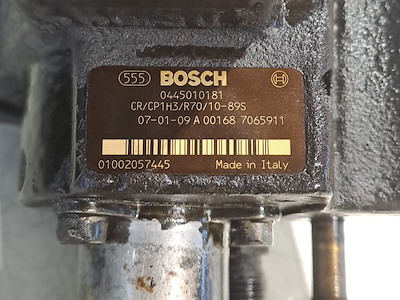 555 BOSCH
0445010181
CR/CP1H3/R70/10-89S
07-01-09 A 00168 7065911
01002057445 Made in Italy